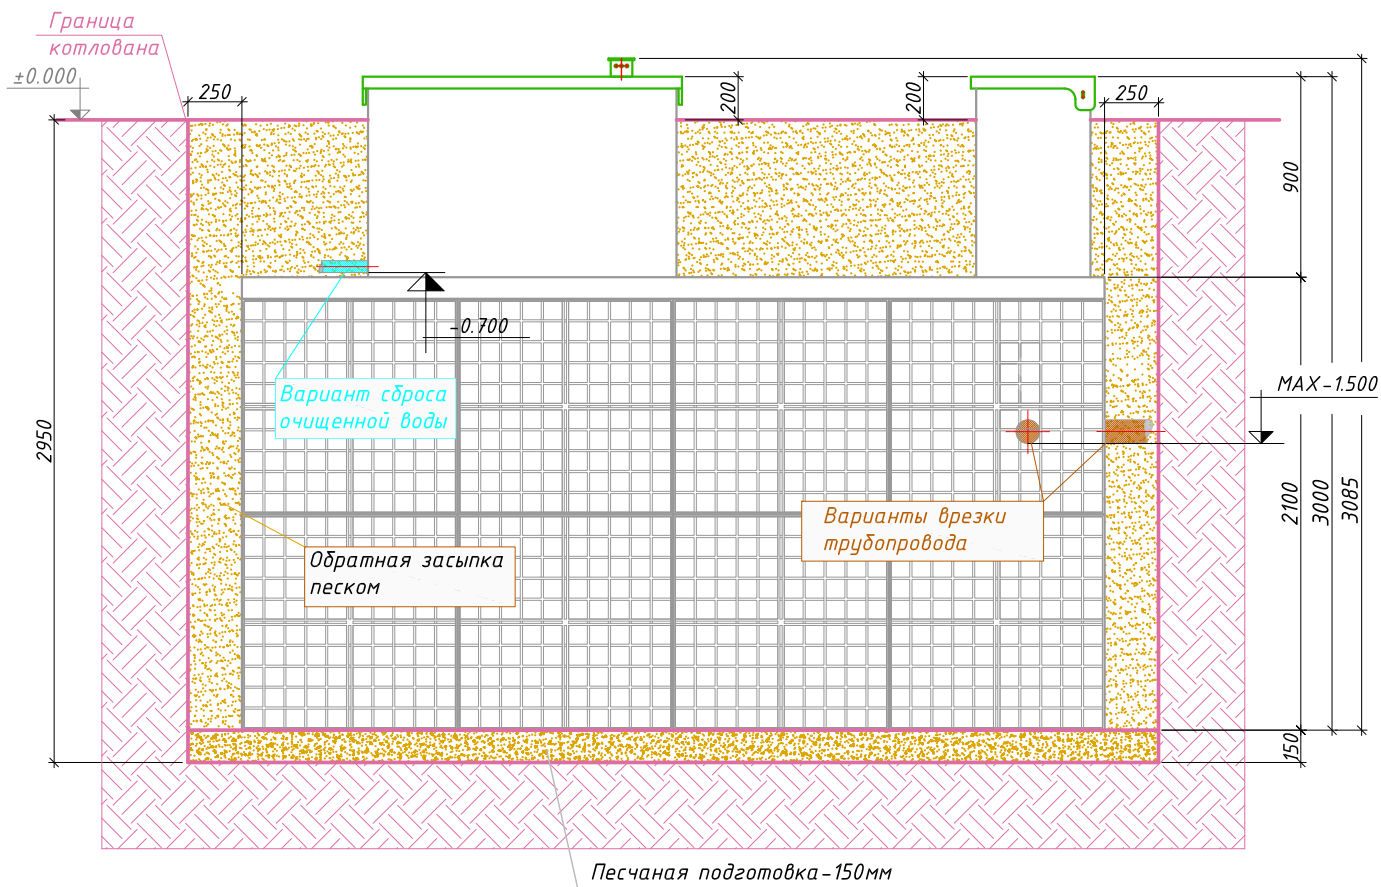 Граница
котлована
±0.000
250
200
200
250
900
-0.700
Вариант сброса
очищенной воды
MAX-1.500
2950
2100
3000
3085
Варианты врезки
трубопровода
Обратная засыпка
песком
150
Песчаная подготовка-150мм